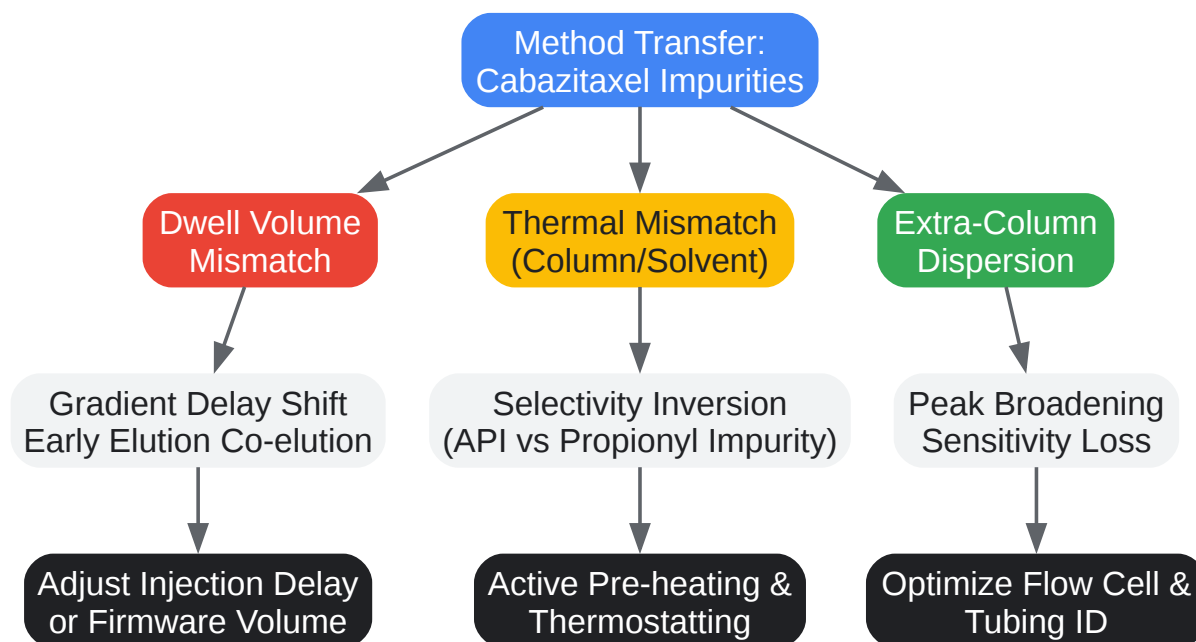 Method Transfer:
Cabazitaxel Impurities
Dwell Volume
Mismatch
Thermal Mismatch
(Column/Solvent)
Extra-Column
Dispersion
Gradient Delay Shift
Early Elution Co-elution
Selectivity Inversion
(API vs Propionyl Impurity)
Peak Broadening
Sensitivity Loss
Adjust Injection Delay
or Firmware Volume
Active Pre-heating &
Thermostatting
Optimize Flow Cell &
Tubing ID